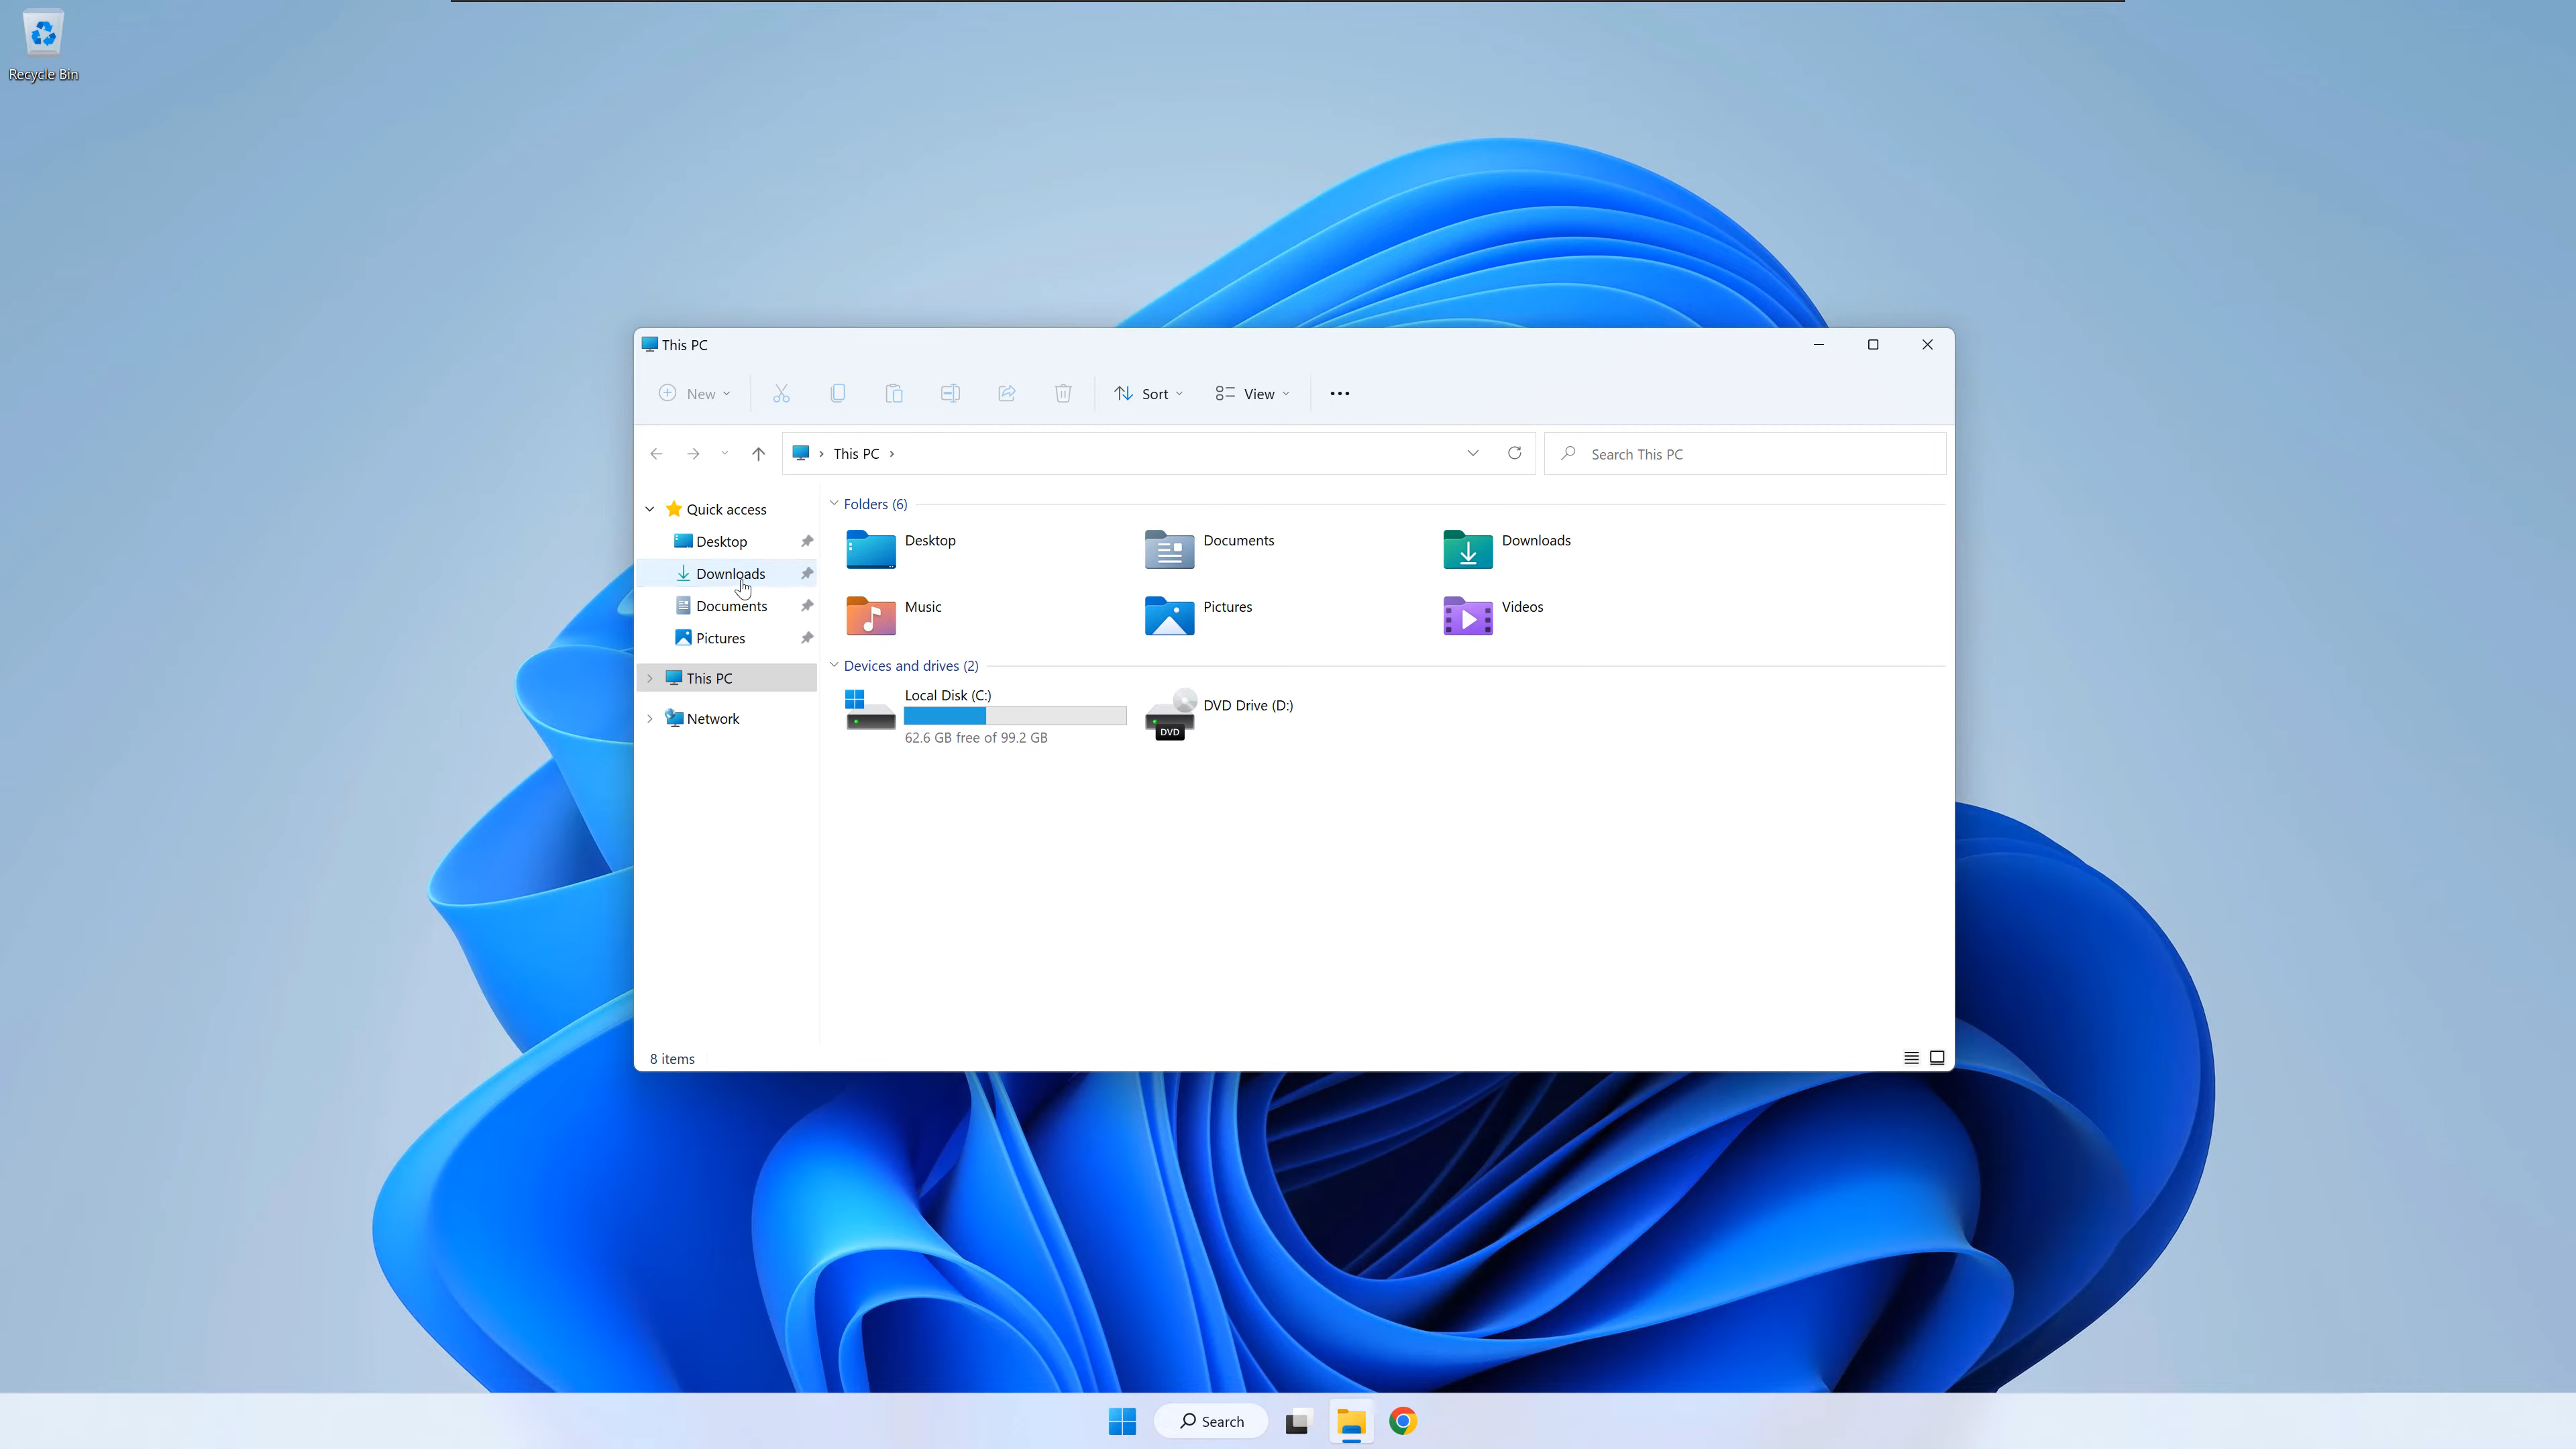 Recycle Bin
This PC
New
Sort
View
This PC
Search This PC
Quick access
Desktop
Downloads
Documents
Pictures
This PC
Network
Folders (6)
Desktop
Documents
Downloads
Music
Pictures
Videos
Devices and drives (2)
Local Disk (C:)
62.6 GB free of 99.2 GB
DVD
DVD Drive (D:)
8 items
Search